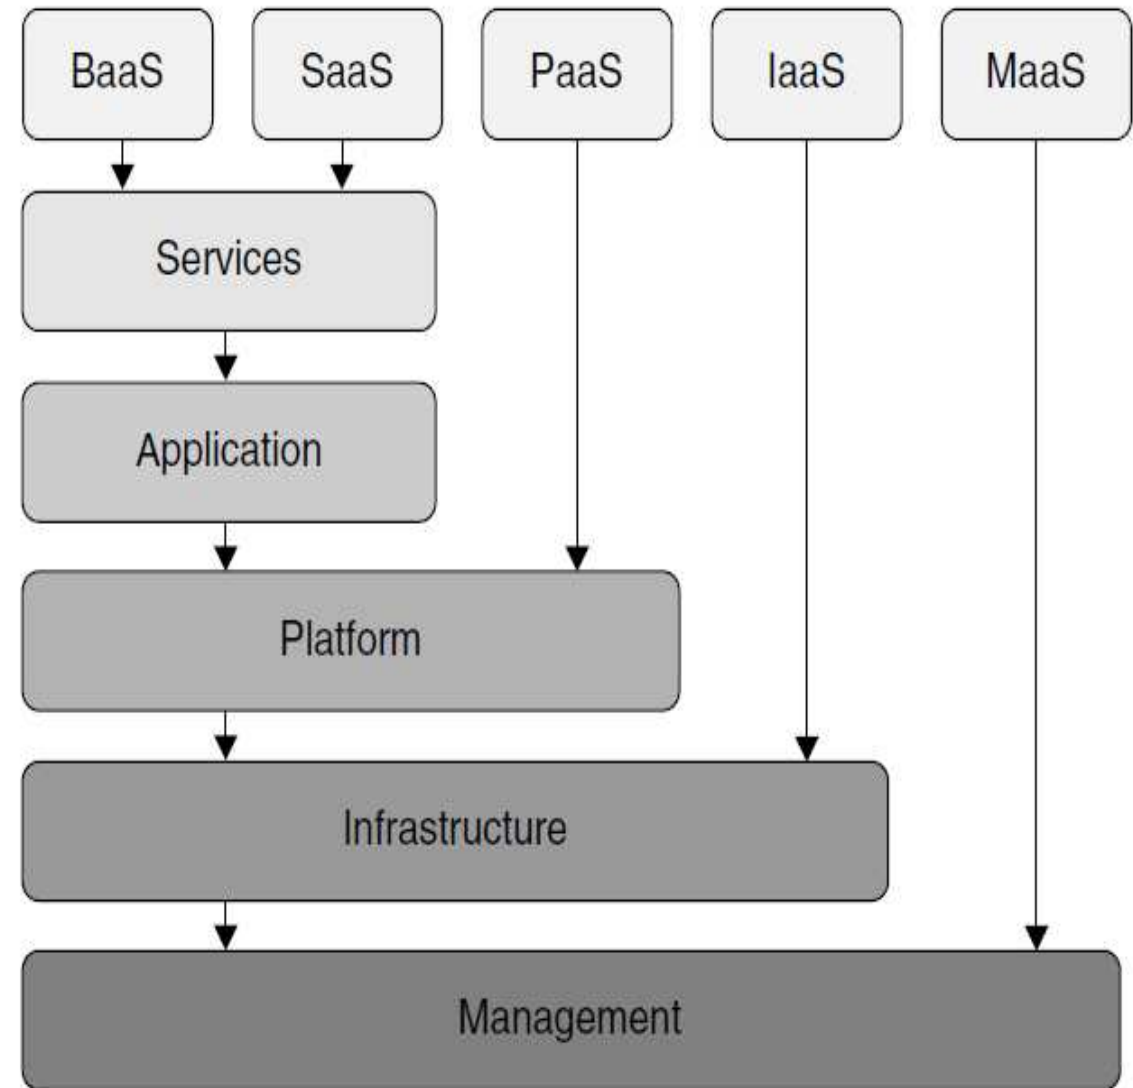 BaaS
SaaS
PaaS
IaaS
MaaS
Services
Application
Platform
Infrastructure
Management